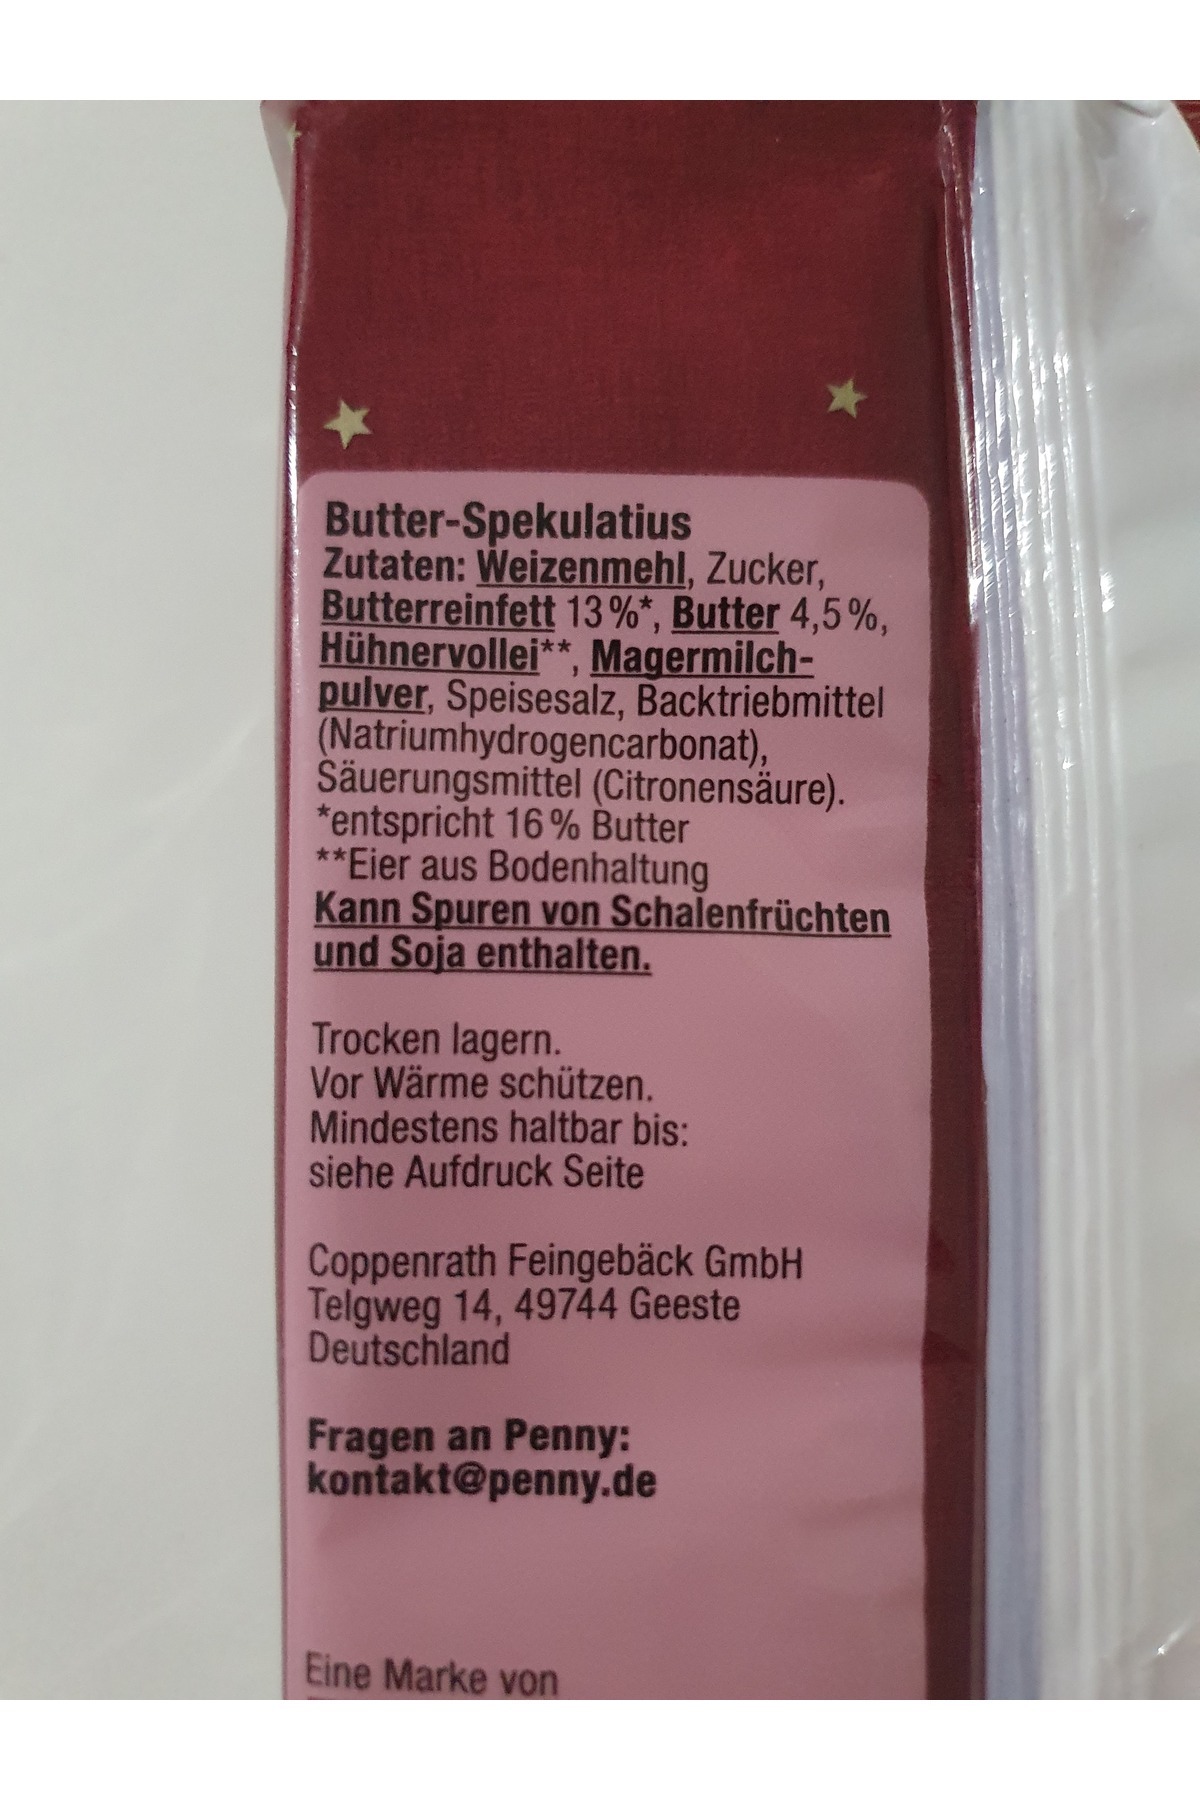 Butter-Spekulatius
Zutaten: Weizenmehl, Zucker,
Butterreinfett 13 %*, Butter 4,5 %,
Hühnervollei**, Magermilch-
pulver, Speisesalz, Backtriebmittel
(Natriumhydrogencarbonat),
Säuerungsmittel (Citronensäure).
*entspricht 16 % Butter
**Eier aus Bodenhaltung
Kann Spuren von Schalenfrüchten
und Soja enthalten.
Trocken lagern.
Vor Wärme schützen.
Mindestens haltbar bis:
siehe Aufdruck Seite
Coppenrath Feingebäck GmbH
Telgweg 14, 49744 Geeste
Deutschland
Fragen an Penny:
kontakt@penny.de
Eine Marke von